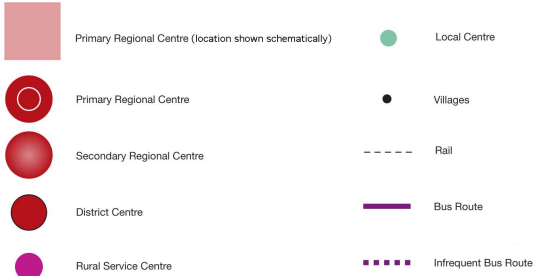 Primary Regional Centre (location shown schematically)
Primary Regional Centre
Secondary Regional Centre
District Centre
Rural Service Centre
Local Centre
Villages
Rail
Bus Route
Infrequent Bus Route